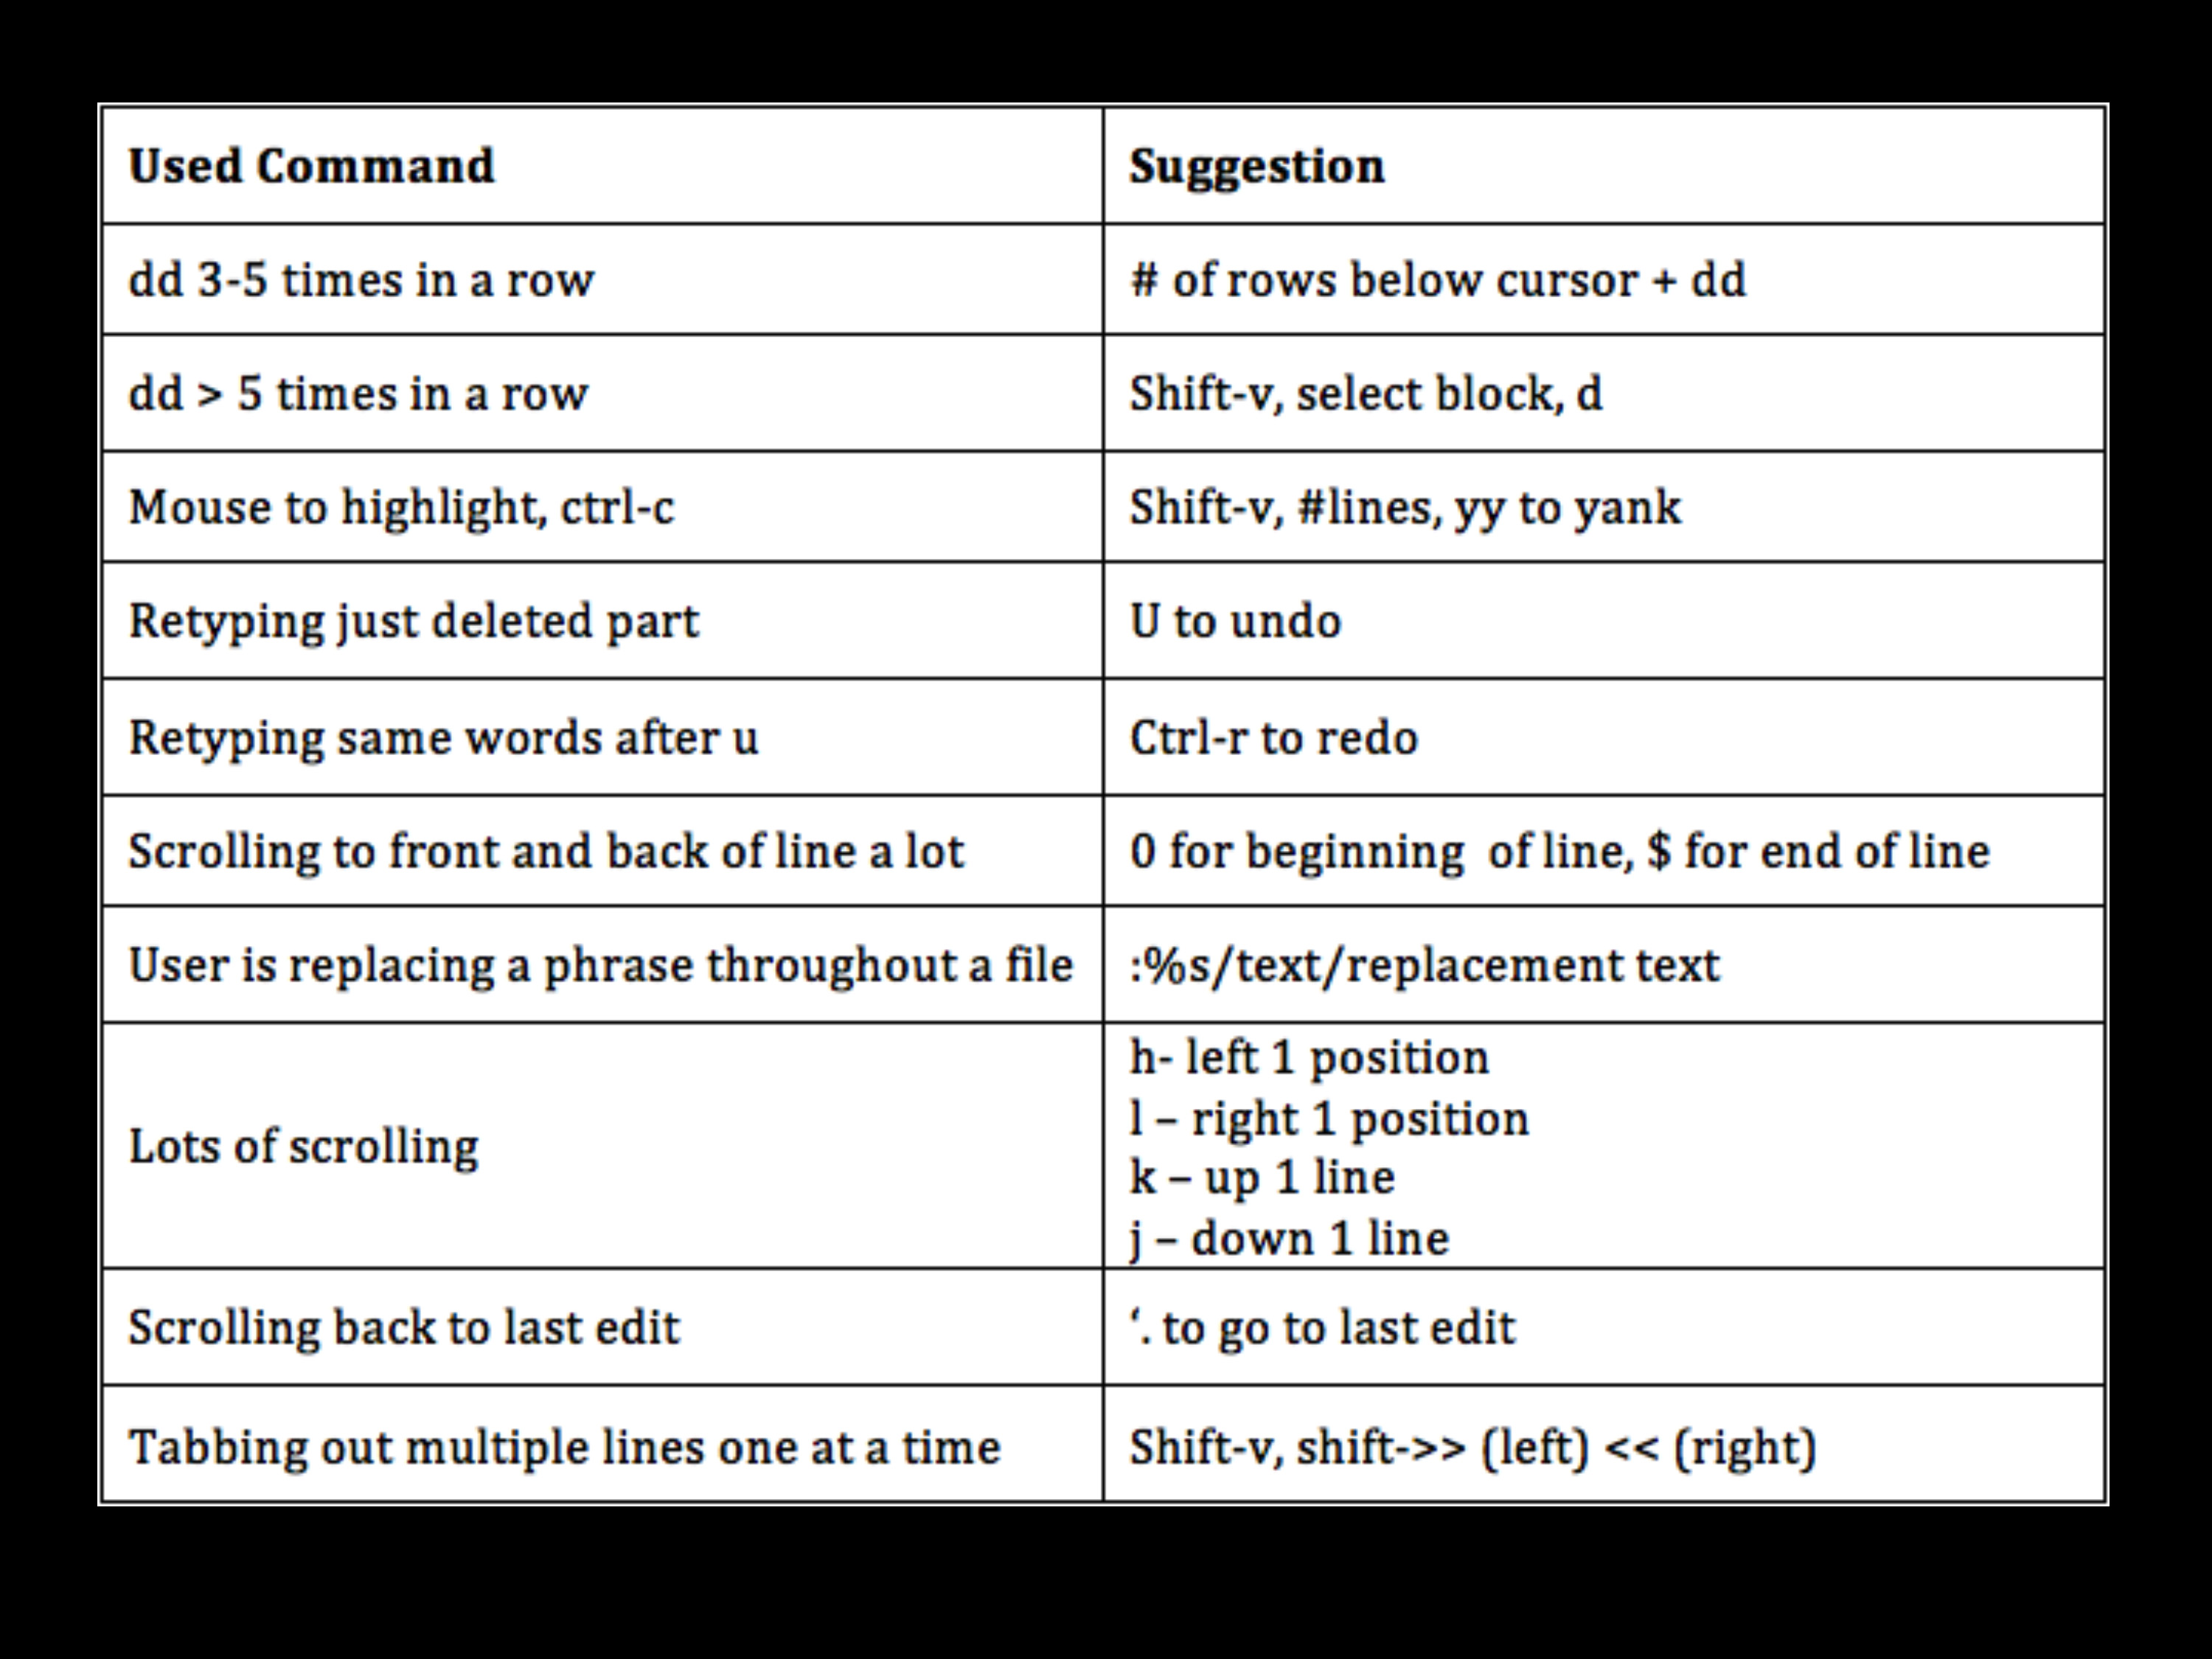 Used Command
Suggestion
dd 3-5 times in a row
# of rows below cursor + dd
dd > 5 times in a row
Shift-v, select block, d
Mouse to highlight, ctrl-c
Shift-v, #lines, yy to yank
Retyping just deleted part
U to undo
Retyping same words after u
Ctrl-r to redo
Scrolling to front and back of line a lot
0 for beginning  of line, $ for end of line
User is replacing a phrase throughout a file
:%s/text/replacement text
Lots of scrolling
h- left 1 position
l – right 1 position
k – up 1 line
j – down 1 line
Scrolling back to last edit
‘. to go to last edit
Tabbing out multiple lines one at a time
Shift-v, shift->> (left) << (right)